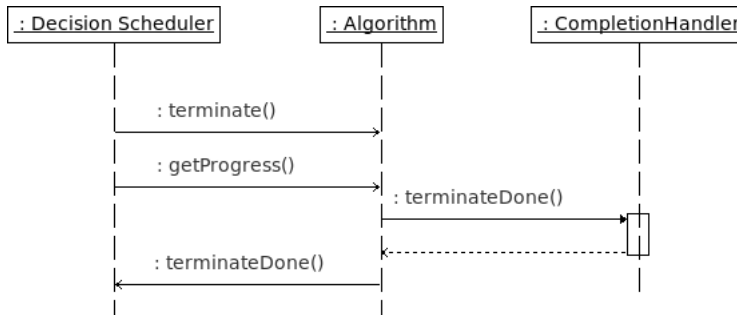 : Decision Scheduler
: Algorithm
: CompletionHandler
: terminate()
: getProgress()
: terminateDone()
: terminateDone()